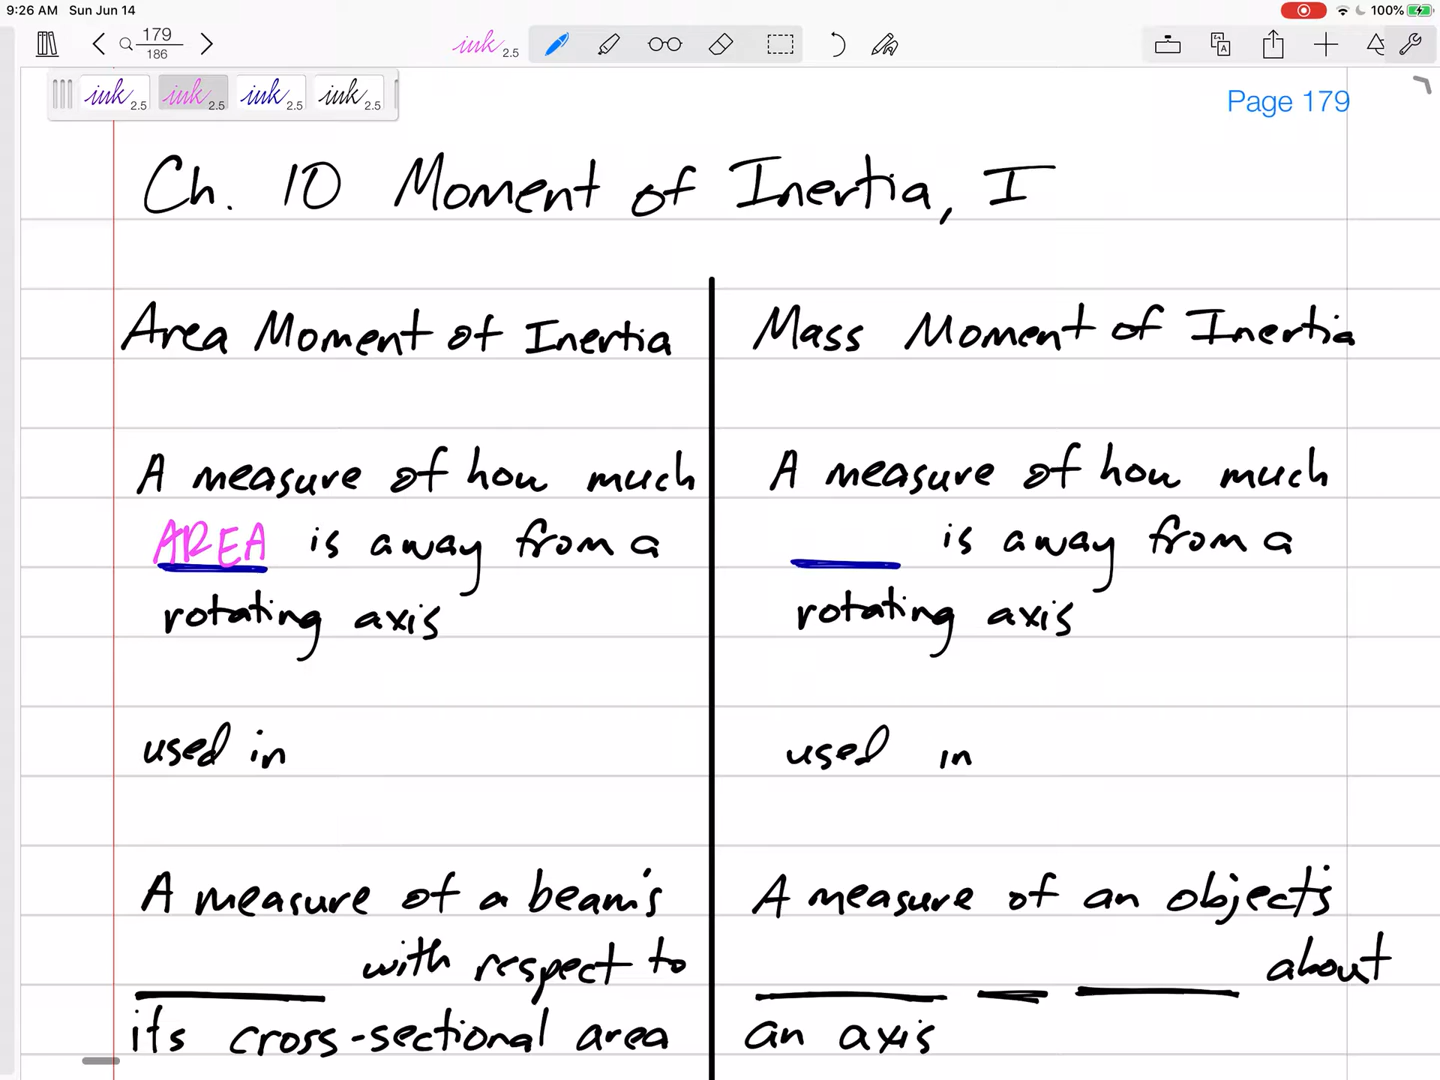 9:26 AM Sun Jun 14
100%
179
186
ink 2.5
ink 2.5 ink 2.5 ink 2.5 ink 2.5
Page 179
Ch. 10 Moment of Inertia, I
Area Moment of Inertia
A measure of how much
AREA is away from a
rotating axis
used in
A measure of a beam's
with respect to
its cross-sectional area
Mass Moment of Inertia
A measure of how much
is away from a
rotating axis
used in
A measure of an object's
about
an axis